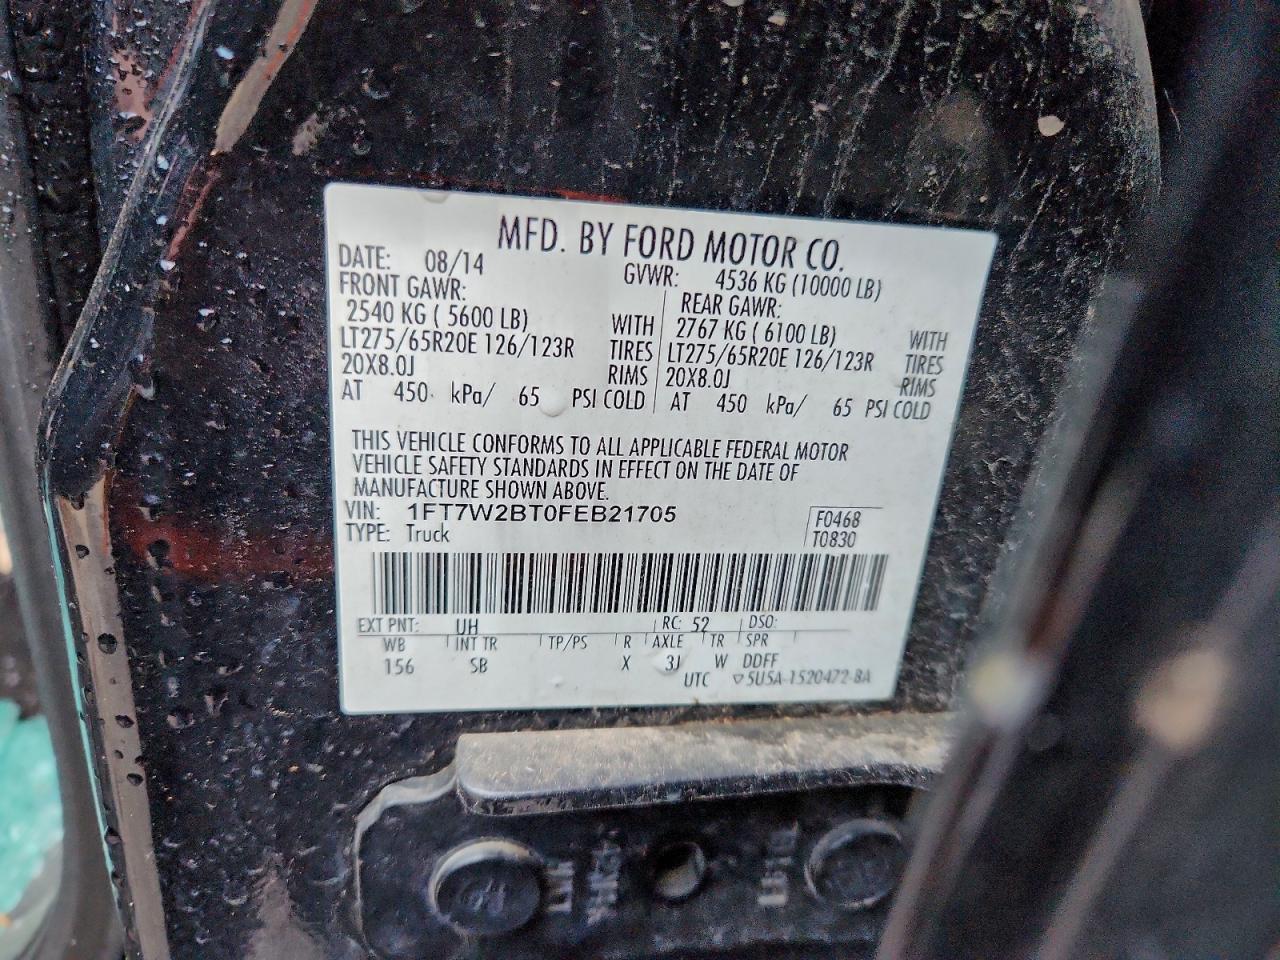 MFD. BY FORD MOTOR CO.
DATE: 08/14 GVWR: 4536 KG (10000 LB)
FRONT GAWR: REAR GAWR:
2540 KG ( 5600 LB) WITH 2767 KG ( 6100 LB) WITH
LT275/65R20E 126/123R TIRES LT275/65R20E 126/123R TIRES
20X8.0J RIMS 20X8.0J RIMS
AT 450 kPa/ 65 PSI COLD AT 450 kPa/ 65 PSI COLD
THIS VEHICLE CONFORMS TO ALL APPLICABLE FEDERAL MOTOR
VEHICLE SAFETY STANDARDS IN EFFECT ON THE DATE OF
MANUFACTURE SHOWN ABOVE.
VIN: 1FT7W2BT0FEB21705 F0468
TYPE: Truck T0830
EXT PNT: UH RC: 52 DSO:
WB INT TR TP/PS R AXLE TR SPR
156 SB X 3J W DDFF
UTC ▽5U5A-1520472-BA